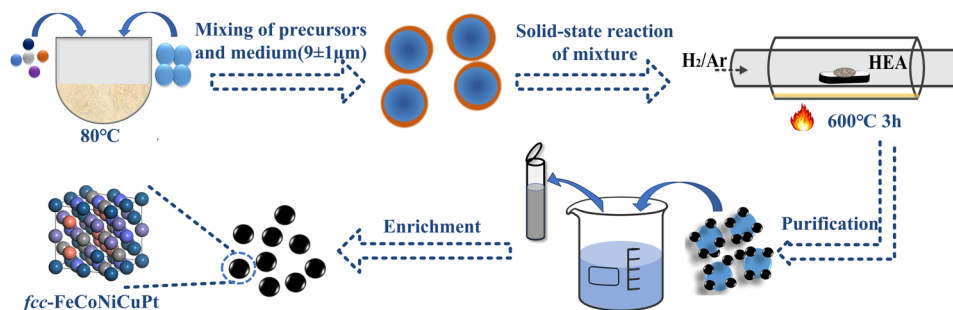 Mixing of precursors
and medium(9±1μm)
Solid-state reaction
of mixture
H₂/Ar
HEA
80℃
600℃ 3h
Purification
Enrichment
fcc-FeCoNiCuPt